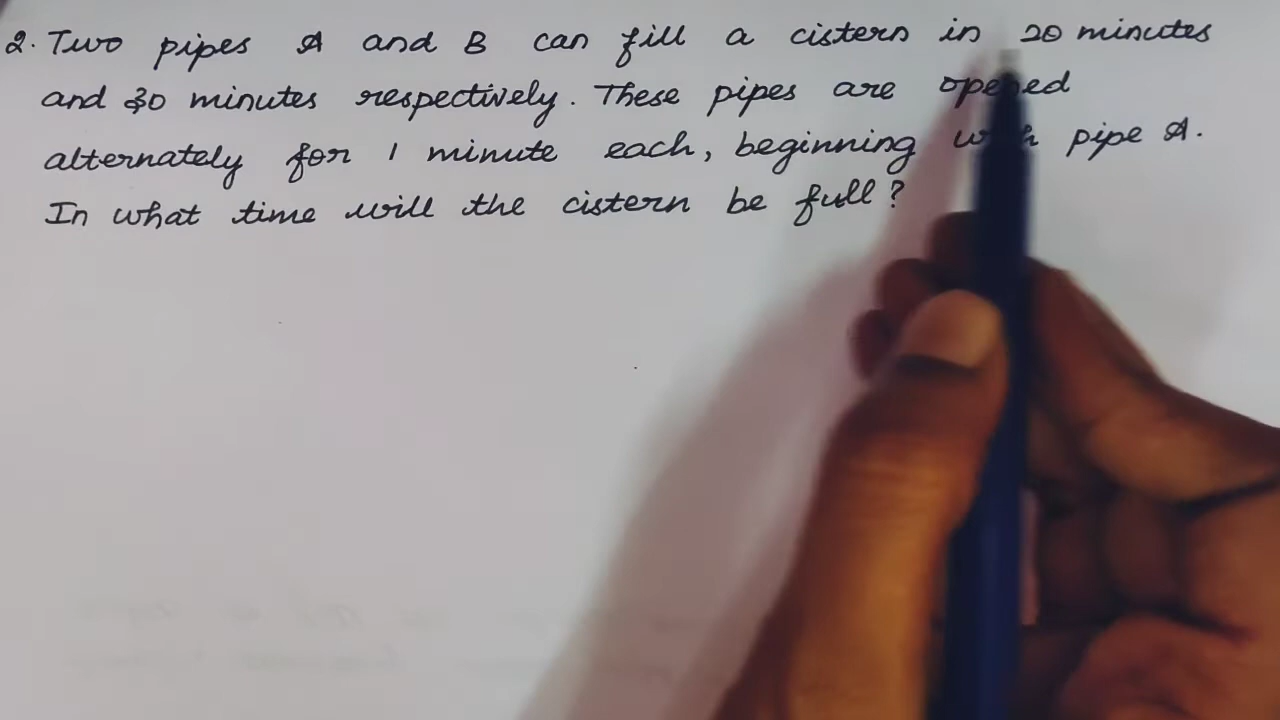 2. Two pipes A and B can fill a cistern in 20 minutes
and 30 minutes respectively. These pipes are opened
alternately for 1 minute each, beginning with pipe A.
In what time will the cistern be full?